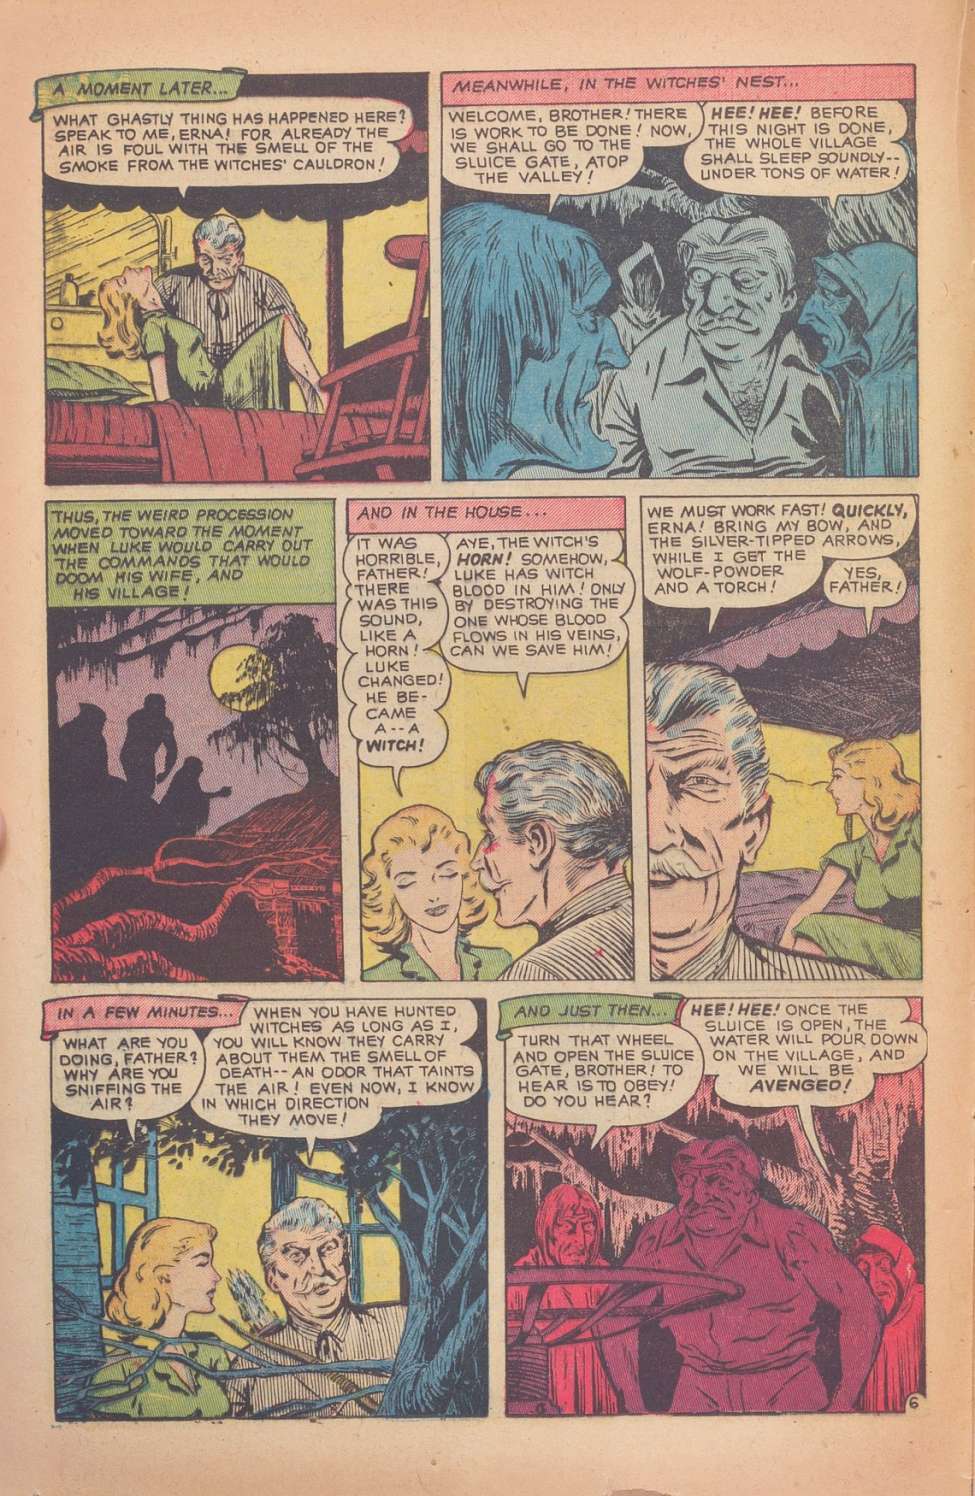 A MOMENT LATER...
WHAT GHASTLY THING HAS HAPPENED HERE?
SPEAK TO ME, ERNA! FOR ALREADY THE
AIR IS FOUL WITH THE SMELL OF THE
SMOKE FROM THE WITCHES' CAULDRON!
MEANWHILE, IN THE WITCHES' NEST...
WELCOME, BROTHER! THERE
IS WORK TO BE DONE! NOW,
WE SHALL GO TO THE
SLUICE GATE, ATOP
THE VALLEY!
HEE! HEE! BEFORE
THIS NIGHT IS DONE,
THE WHOLE VILLAGE
SHALL SLEEP SOUNDLY--
UNDER TONS OF WATER!
THUS, THE WEIRD PROCESSION
MOVED TOWARD THE MOMENT
WHEN LUKE WOULD CARRY OUT
THE COMMANDS THAT WOULD
DOOM HIS WIFE, AND
HIS VILLAGE!
AND IN THE HOUSE...
IT WAS
HORRIBLE,
FATHER!
THERE
WAS THIS
SOUND,
LIKE A
HORN!
LUKE
CHANGED!
HE BE-
CAME
A--A
WITCH!
AYE, THE WITCH'S
HORN! SOMEHOW,
LUKE HAS WITCH
BLOOD IN HIM! ONLY
BY DESTROYING THE
ONE WHOSE BLOOD
FLOWS IN HIS VEINS,
CAN WE SAVE HIM!
WE MUST WORK FAST! QUICKLY,
ERNA! BRING MY BOW, AND
THE SILVER-TIPPED ARROWS,
WHILE I GET THE
WOLF-POWDER
AND A TORCH!
YES,
FATHER!
IN A FEW MINUTES...
WHAT ARE YOU
DOING, FATHER?
WHY ARE YOU
SNIFFING THE
AIR?
WHEN YOU HAVE HUNTED
WITCHES AS LONG AS I,
YOU WILL KNOW THEY CARRY
ABOUT THEM THE SMELL OF
DEATH--AN ODOR THAT TAINTS
THE AIR! EVEN NOW, I KNOW
IN WHICH DIRECTION
THEY MOVE!
AND JUST THEN...
TURN THAT WHEEL
AND OPEN THE SLUICE
GATE, BROTHER! TO
HEAR IS TO OBEY!
DO YOU HEAR?
HEE! HEE! ONCE THE
SLUICE IS OPEN, THE
WATER WILL POUR DOWN
ON THE VILLAGE, AND
WE WILL BE
AVENGED!
6